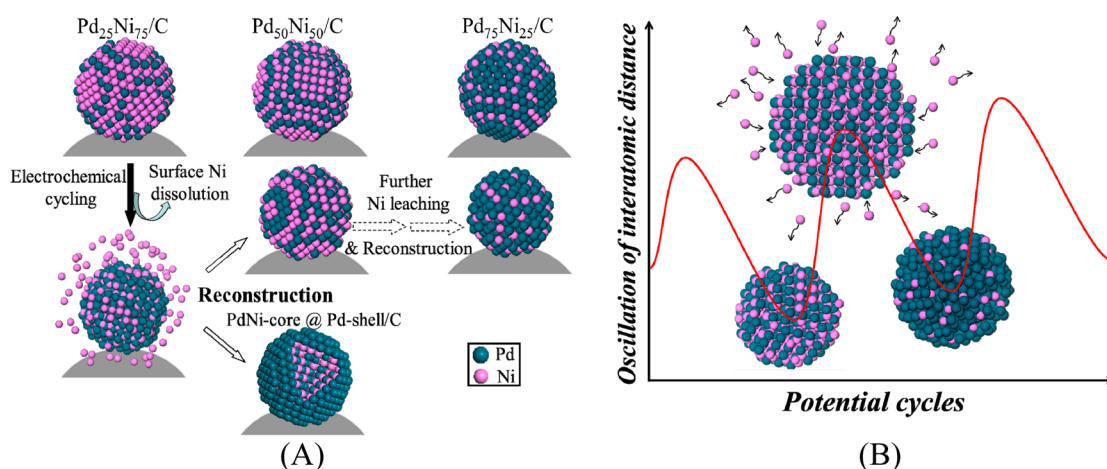 Pd₂₅Ni₇₅/C
Pd₅₀Ni₅₀/C
Pd₇₅Ni₂₅/C
Electrochemical
cycling
Surface Ni
dissolution
Further
Ni leaching
& Reconstruction
Reconstruction
PdNi-core @ Pd-shell/C
Pd
Ni
(A)
Oscillation of interatomic distance
Potential cycles
(B)